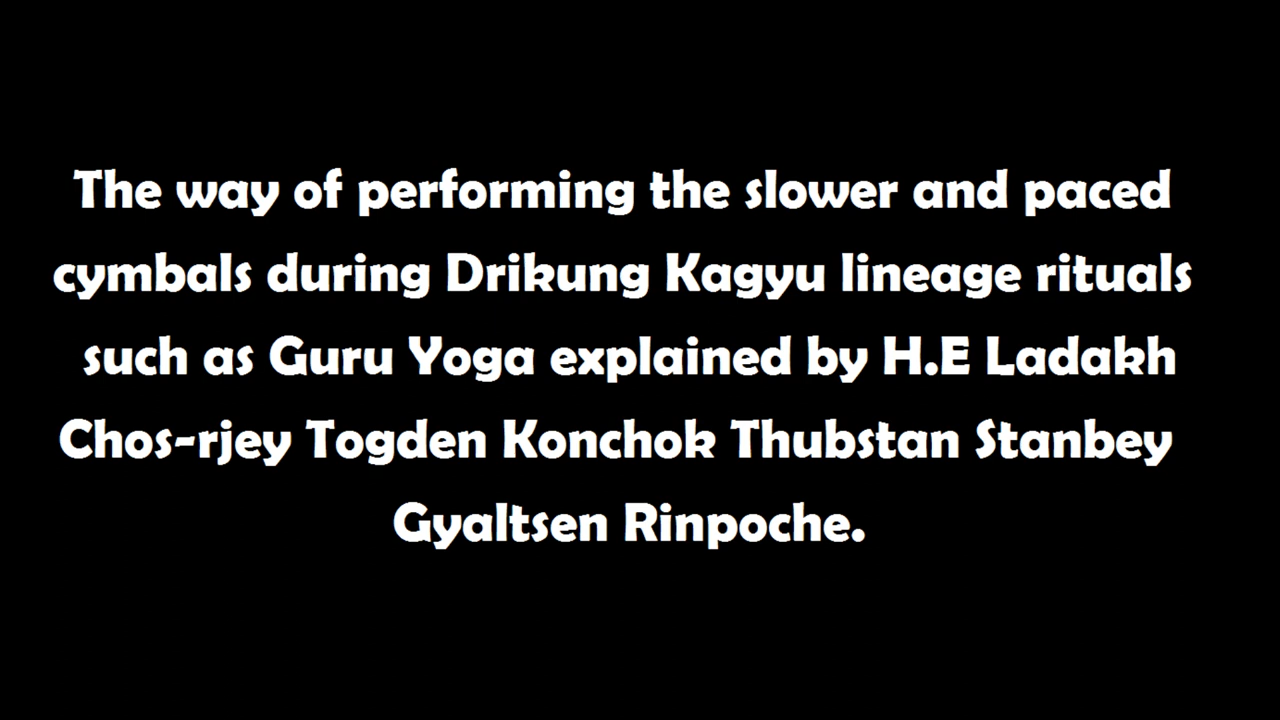 The way of performing the slower and paced
cymbals during Drikung Kagyu lineage rituals
such as Guru Yoga explained by H.E Ladakh
Chos-rjey Togden Konchok Thubstan Stanbey
Gyaltsen Rinpoche.